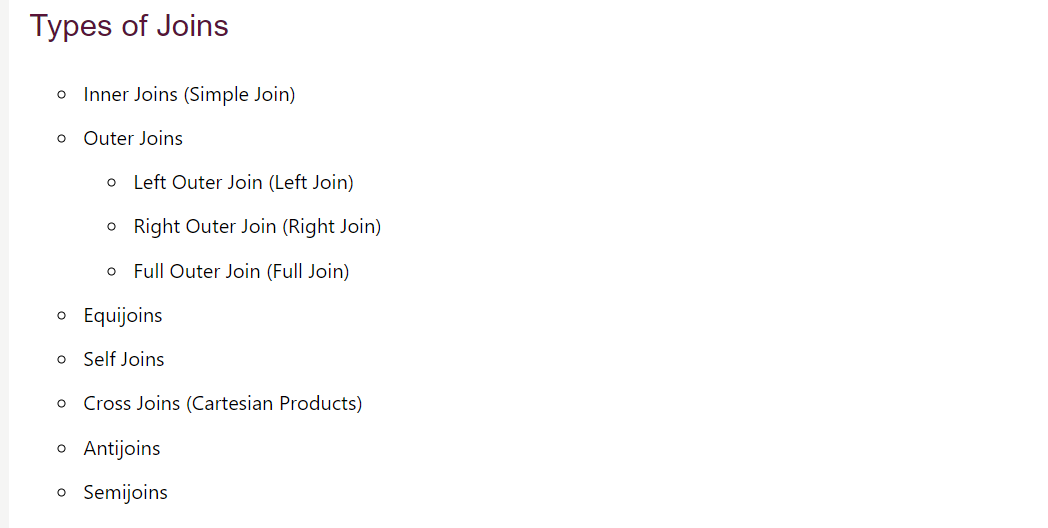 Types of Joins
Inner Joins (Simple Join)
Outer Joins
Left Outer Join (Left Join)
Right Outer Join (Right Join)
Full Outer Join (Full Join)
Equijoins
Self Joins
Cross Joins (Cartesian Products)
Antijoins
Semijoins